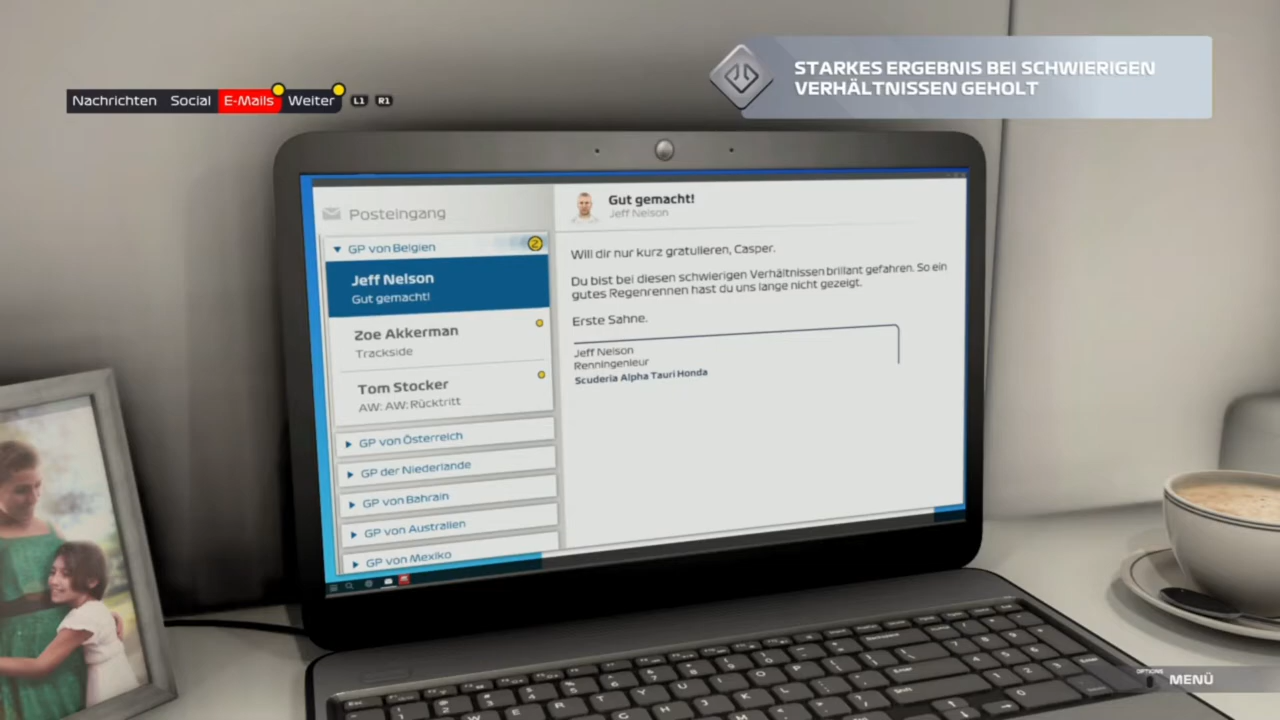 STARKES ERGEBNIS BEI SCHWIERIGEN
VERHÄLTNISSEN GEHOLT
Nachrichten Social E-Mails Weiter L1 R1
Posteingang
GP von Belgien 2
Jeff Nelson
Gut gemacht!
Zoe Akkerman
Trackside
Tom Stocker
AW: AW: Rücktritt
GP von Österreich
GP der Niederlande
GP von Bahrain
GP von Australien
GP von Mexiko
Gut gemacht!
Jeff Nelson
Will dir nur kurz gratulieren, Casper.
Du bist bei diesen schwierigen Verhältnissen brillant gefahren. So ein
gutes Regenrennen hast du uns lange nicht gezeigt.
Erste Sahne.
Jeff Nelson
Renningenieur
Scuderia Alpha Tauri Honda
OPTIONS
MENÜ